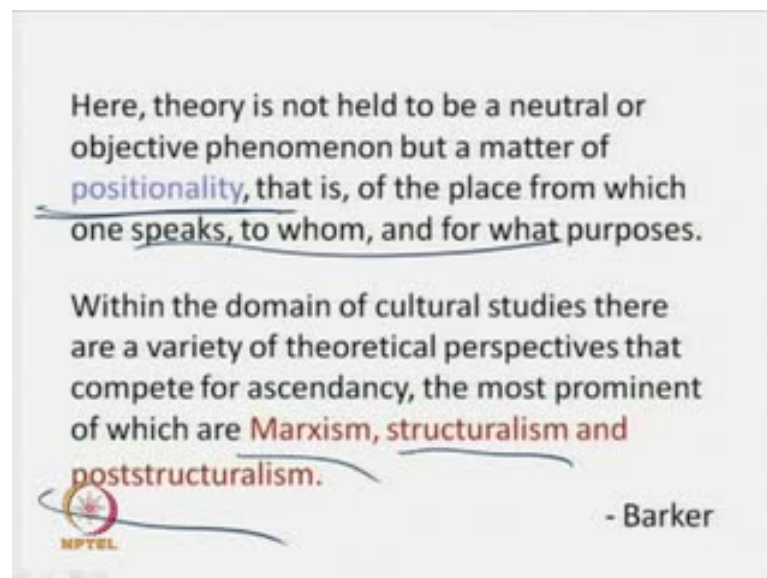 Here, theory is not held to be a neutral or
objective phenomenon but a matter of
positionality, that is, of the place from which
one speaks, to whom, and for what purposes.
Within the domain of cultural studies there
are a variety of theoretical perspectives that
compete for ascendancy, the most prominent
of which are Marxism, structuralism and
poststructuralism.
- Barker
NPTEL